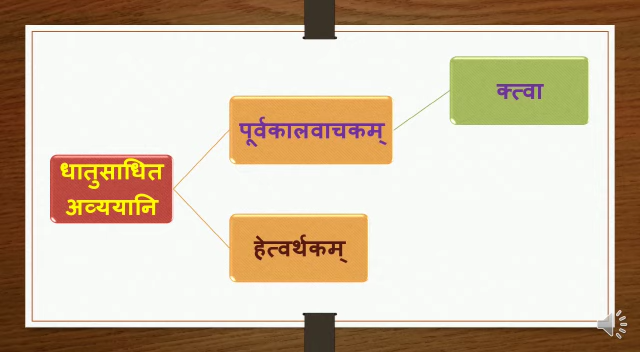 धातुसाधित
अव्ययानि
पूर्वकालवाचकम्
क्त्वा
हेत्वर्थकम्